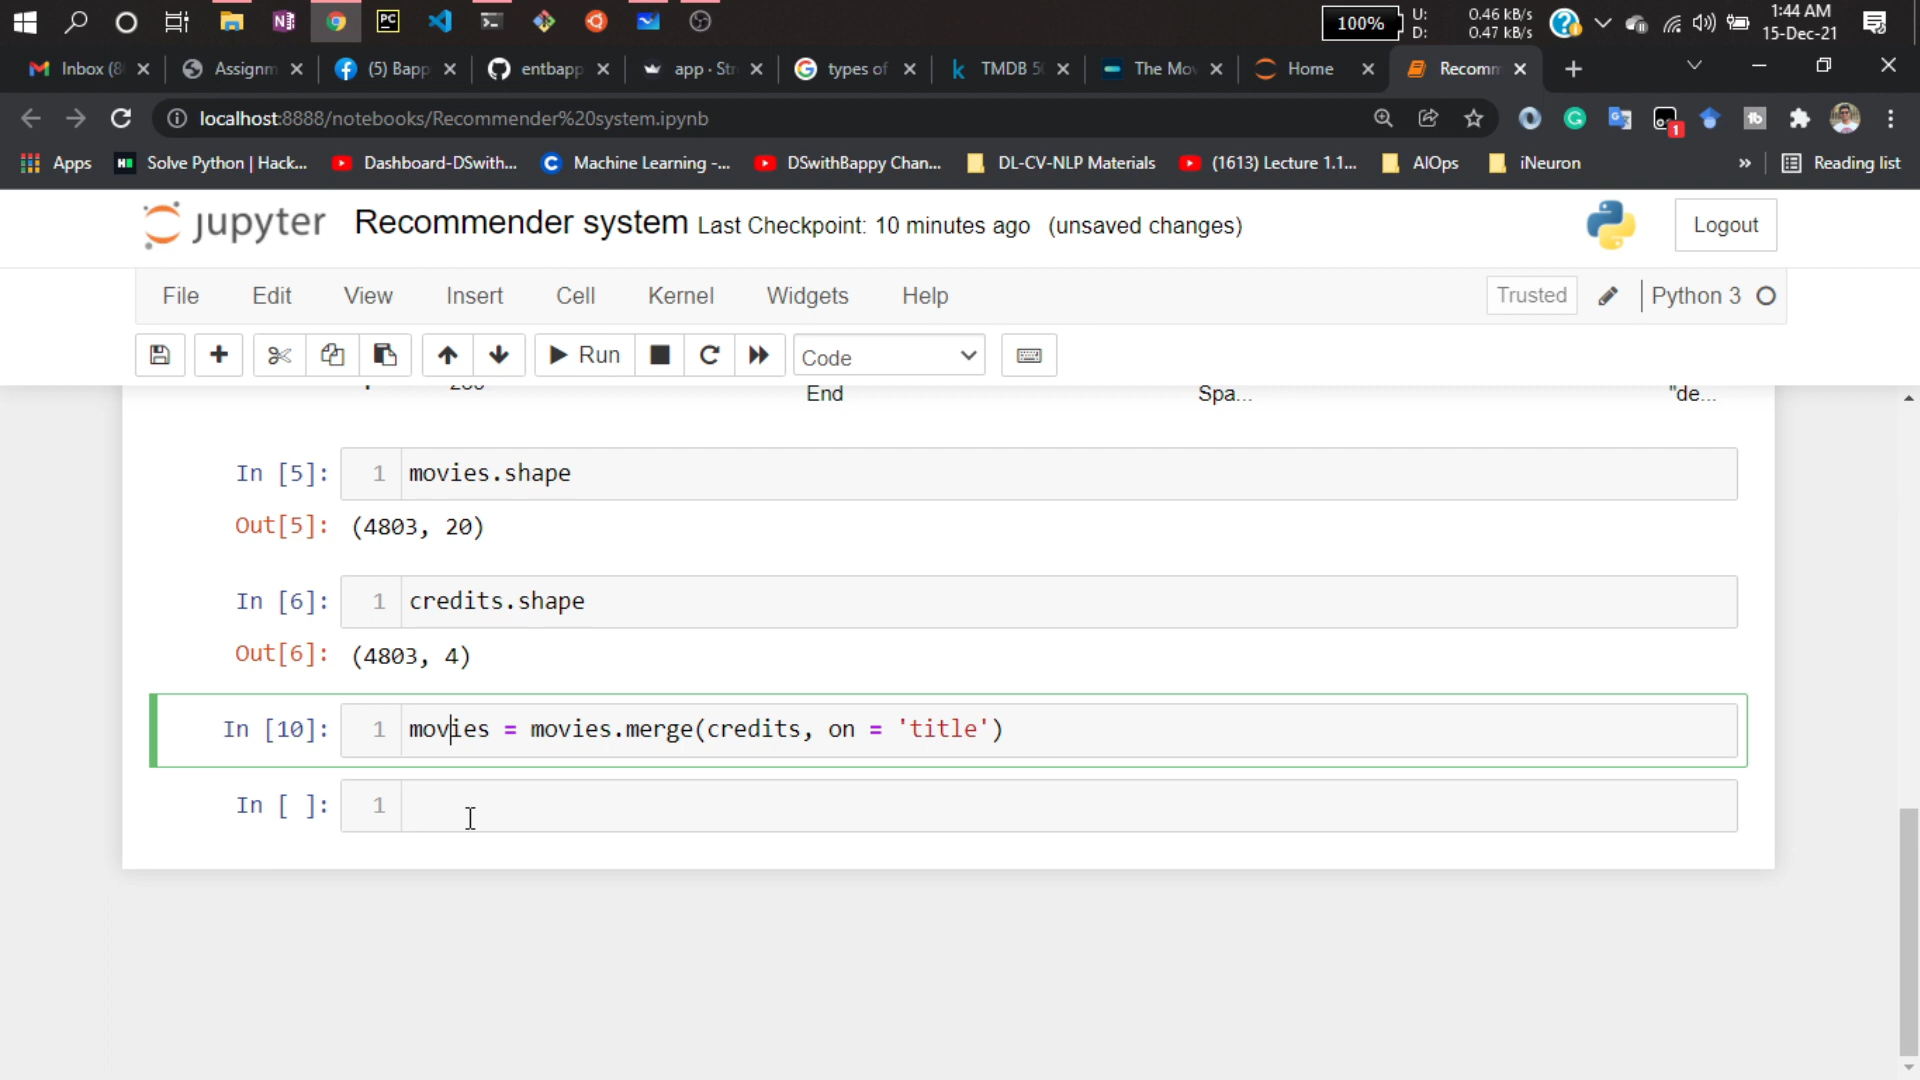 100%
U: 0.46 kB/s
D: 0.47 kB/s
1:44 AM
15-Dec-21
Inbox (8
Assignm
(5) Bapp
entbapp
app · Str
types of
TMDB 5
The Mov
Home
Recomm
localhost:8888/notebooks/Recommender%20system.ipynb
1
Apps
Solve Python | Hack...
Dashboard-DSwith...
Machine Learning -...
DSwithBappy Chan...
DL-CV-NLP Materials
(1613) Lecture 1.1...
AIOps
iNeuron
»
Reading list
jupyter Recommender system Last Checkpoint: 10 minutes ago (unsaved changes)
Logout
File Edit View Insert Cell Kernel Widgets Help
Trusted
Python 3
Run
Code
End
Spa...
"de...
In [5]: 1 movies.shape
Out[5]: (4803, 20)
In [6]: 1 credits.shape
Out[6]: (4803, 4)
In [10]: 1 movies = movies.merge(credits, on = 'title')
In [ ]: 1